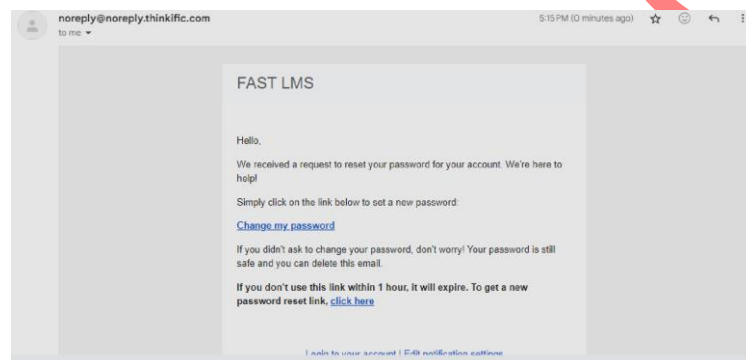 noreply@noreply.thinkific.com
5:15 PM (0 minutes ago)
to me
FAST LMS
Hello,
We received a request to reset your password for your account. We're here to
help!
Simply click on the link below to set a new password:
Change my password
If you didn't ask to change your password, don't worry! Your password is still
safe and you can delete this email.
If you don't use this link within 1 hour, it will expire. To get a new
password reset link, click here
Login to your account | Edit notification settings